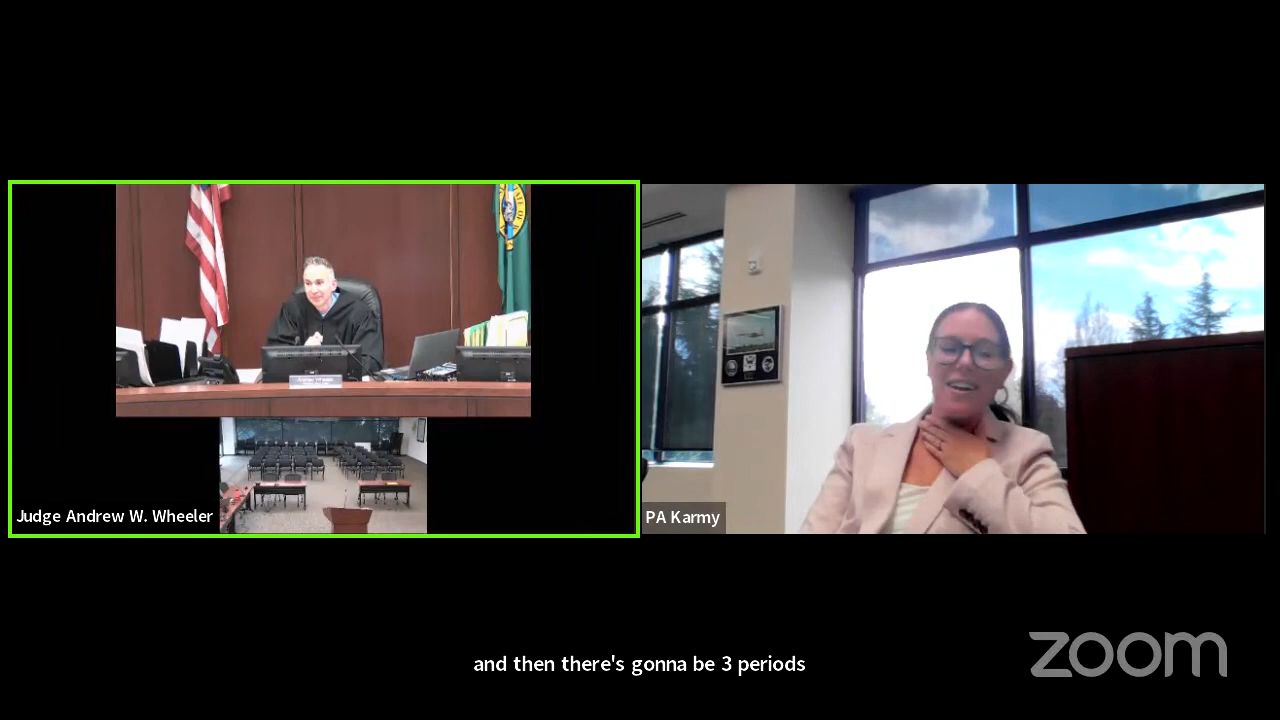 Judge Andrew W. Wheeler
PA Karmy
and then there's gonna be 3 periods
zoom